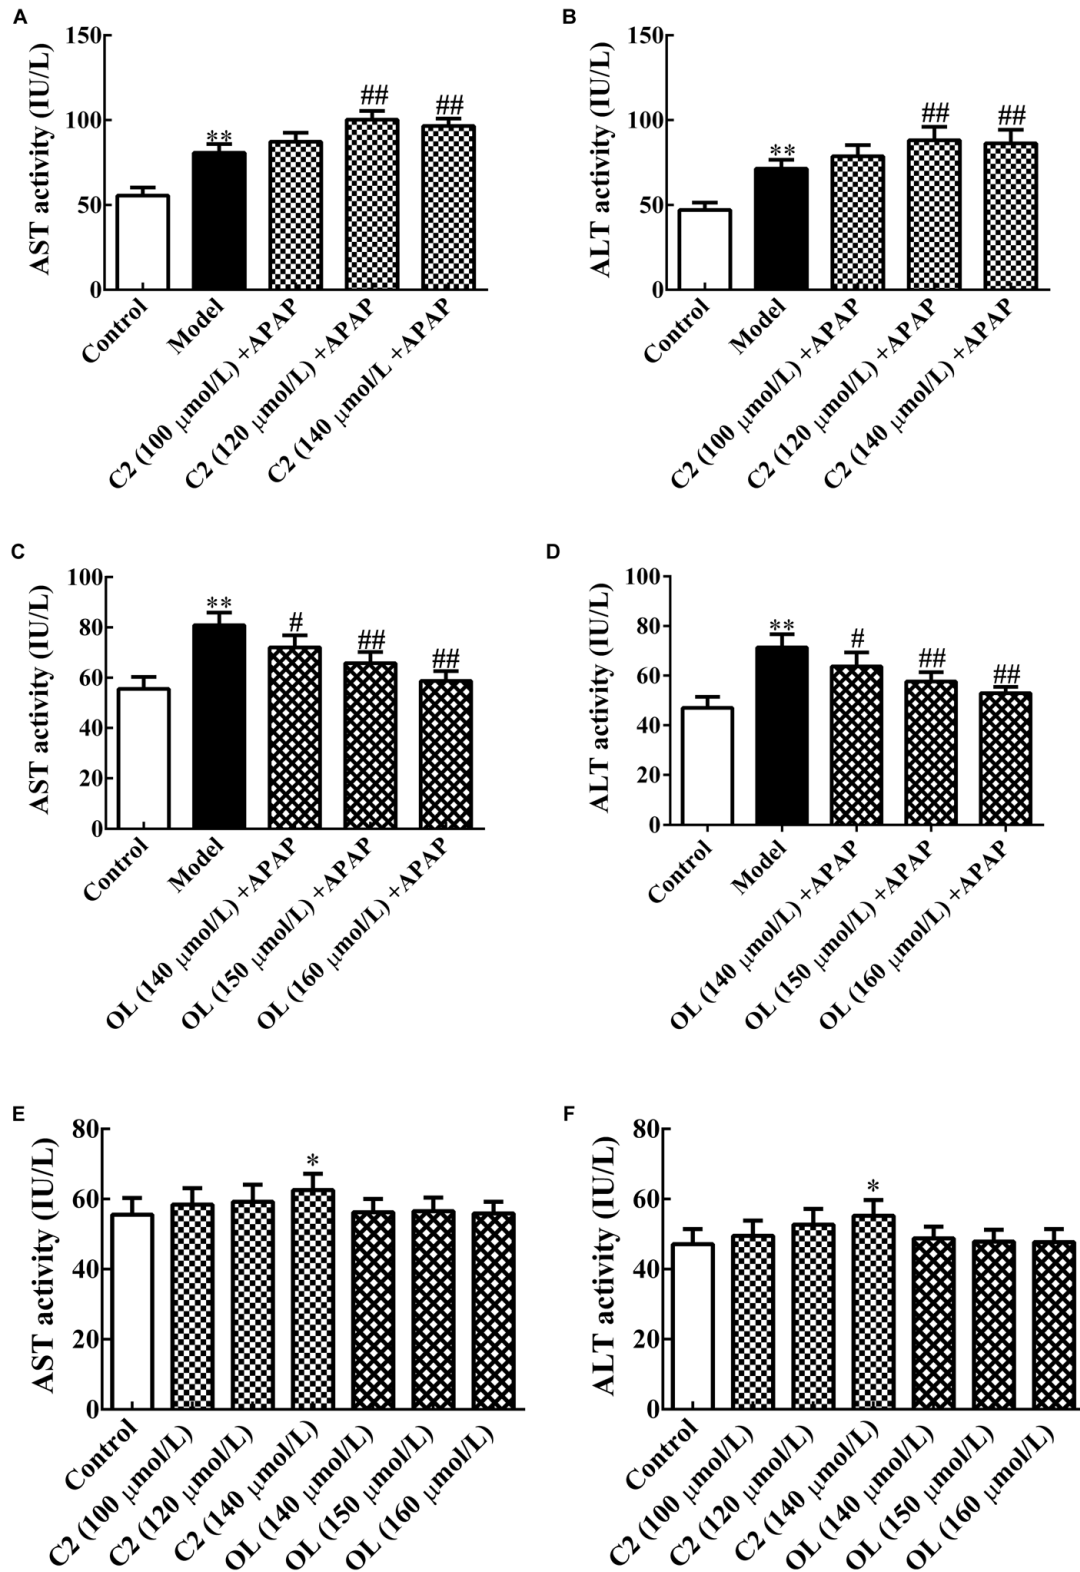 A
AST activity (IU/L)
150
100
50
0
**
##
##
Control
Model
C2 (100 μmol/L) +APAP
C2 (120 μmol/L) +APAP
C2 (140 μmol/L +APAP
B
ALT activity (IU/L)
150
100
50
0
**
##
##
Control
Model
C2 (100 μmol/L) +APAP
C2 (120 μmol/L) +APAP
C2 (140 μmol/L) +APAP
C
AST activity (IU/L)
100
80
60
40
20
0
**
#
##
##
Control
Model
OL (140 μmol/L) +APAP
OL (150 μmol/L) +APAP
OL (160 μmol/L) +APAP
D
ALT activity (IU/L)
100
80
60
40
20
0
**
#
##
##
Control
Model
OL (140 μmol/L) +APAP
OL (150 μmol/L) +APAP
OL (160 μmol/L) +APAP
E
AST activity (IU/L)
80
60
40
20
0
*
Control
C2 (100 μmol/L)
C2 (120 μmol/L)
C2 (140 μmol/L)
OL (140 μmol/L)
OL (150 μmol/L)
OL (160 μmol/L)
F
ALT activity (IU/L)
80
60
40
20
0
*
Control
C2 (100 μmol/L)
C2 (120 μmol/L)
C2 (140 μmol/L)
OL (140 μmol/L)
OL (150 μmol/L)
OL (160 μmol/L)